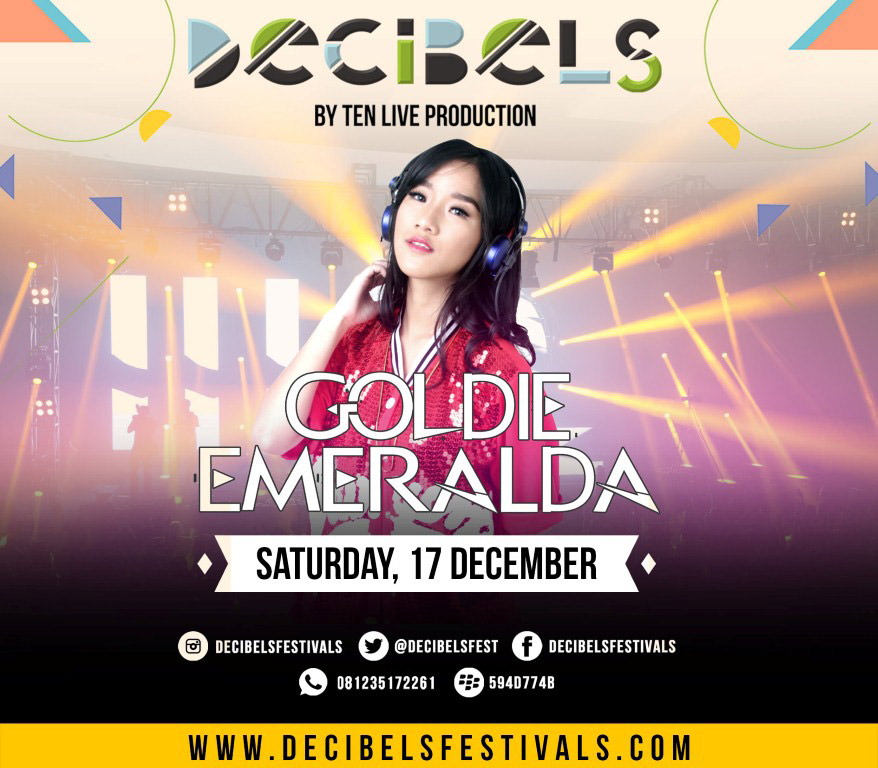 DECIBELS
BY TEN LIVE PRODUCTION
GOLDIE
EMERALDA
SATURDAY, 17 DECEMBER
DECIBELSFESTIVALS @DECIBELSFEST DECIBELSFESTIVALS
081235172261 594D774B
WWW.DECIBELSFESTIVALS.COM